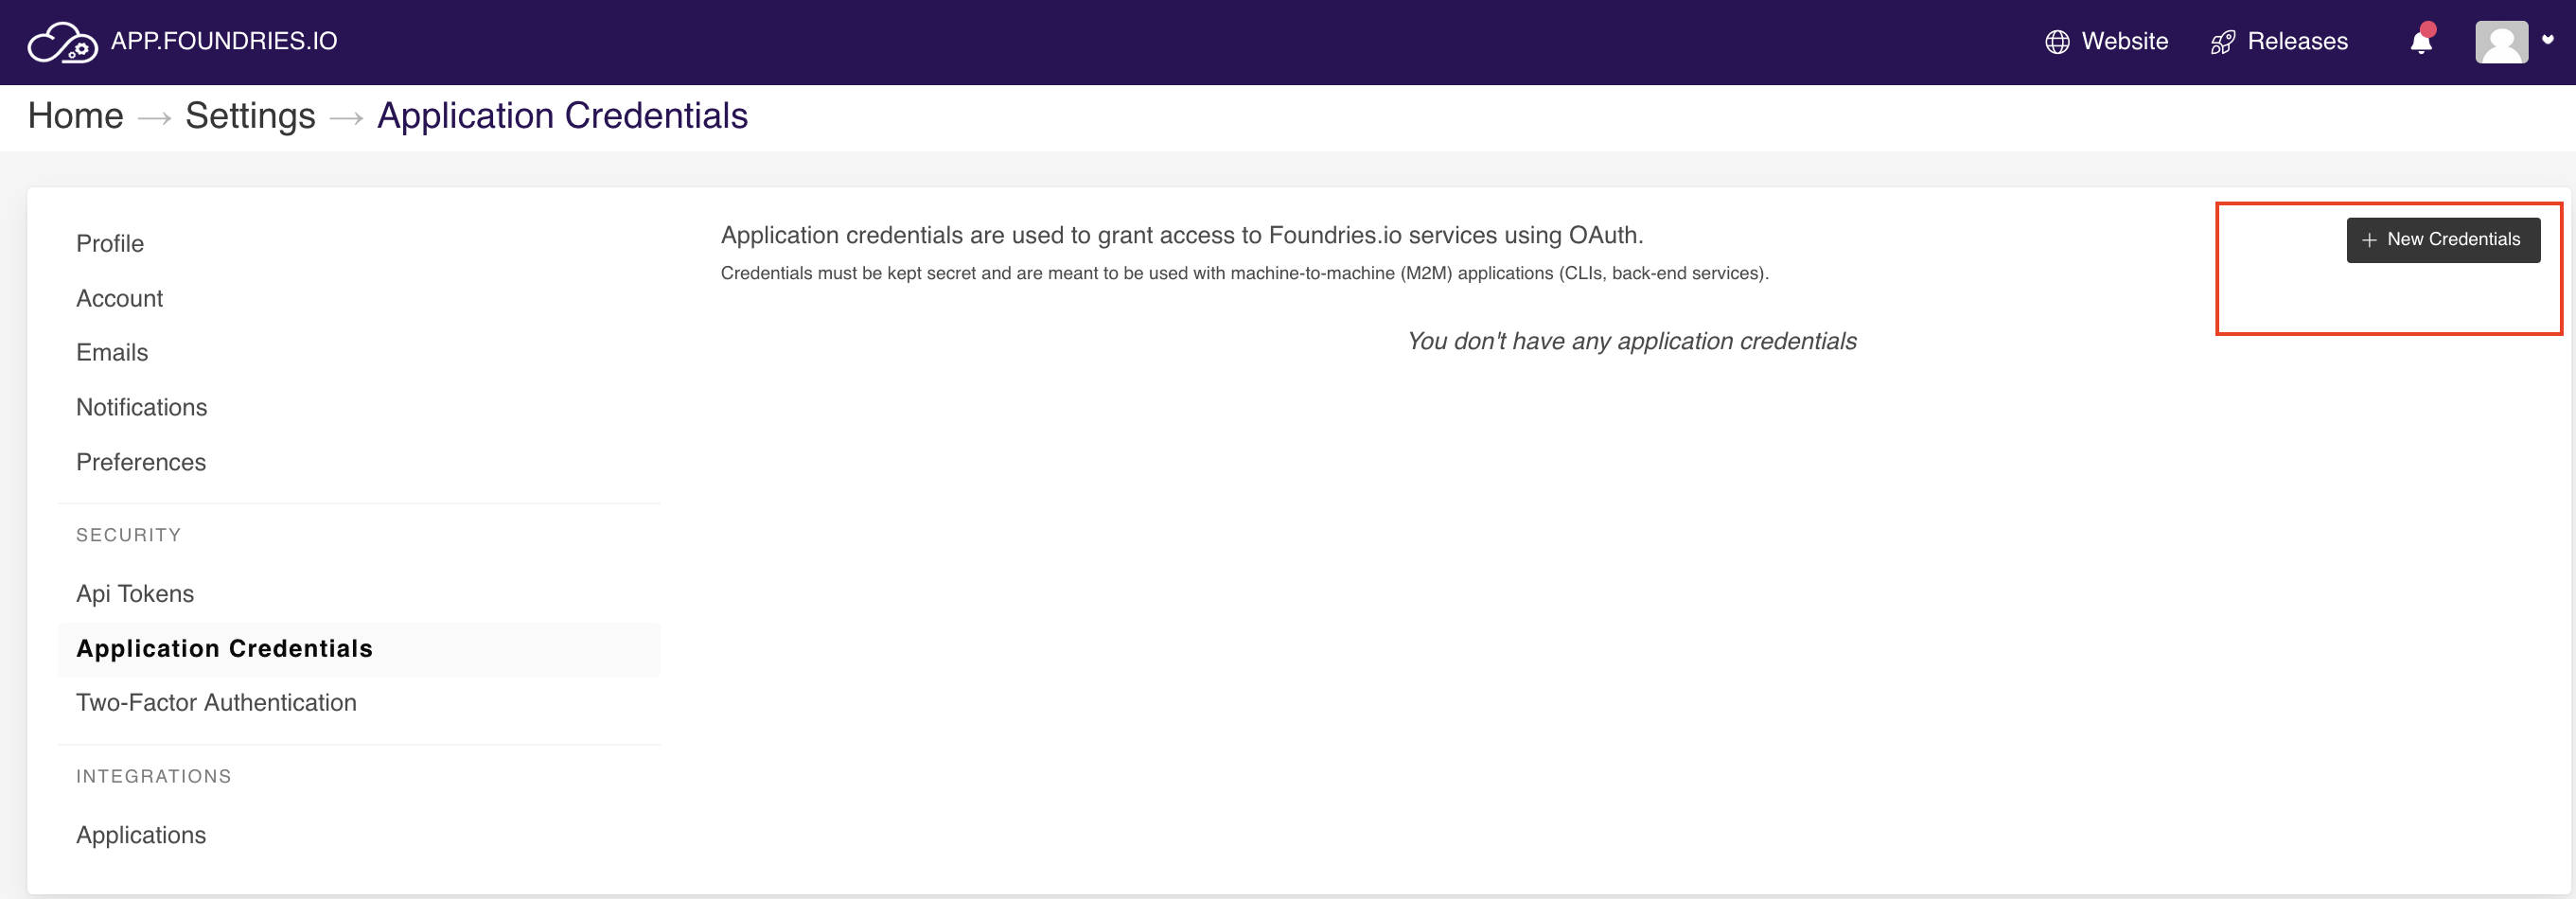 APP.FOUNDRIES.IO
Website
Releases
Home → Settings → Application Credentials
Profile
Account
Emails
Notifications
Preferences
SECURITY
Api Tokens
Application Credentials
Two-Factor Authentication
INTEGRATIONS
Applications
Application credentials are used to grant access to Foundries.io services using OAuth.
Credentials must be kept secret and are meant to be used with machine-to-machine (M2M) applications (CLIs, back-end services).
+ New Credentials
You don't have any application credentials